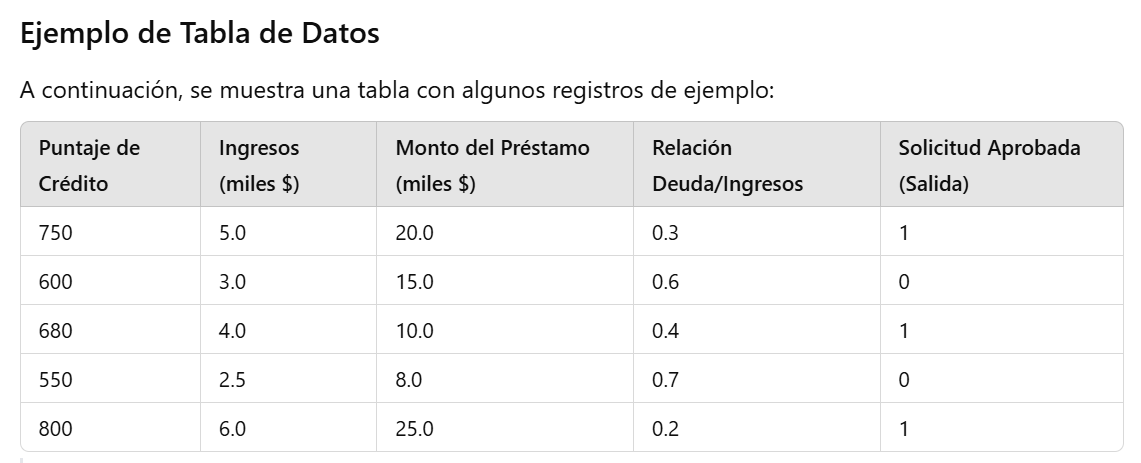 Ejemplo de Tabla de Datos
A continuación, se muestra una tabla con algunos registros de ejemplo:
Puntaje de Crédito | Ingresos (miles $) | Monto del Préstamo (miles $) | Relación Deuda/Ingresos | Solicitud Aprobada (Salida)
750 | 5.0 | 20.0 | 0.3 | 1
600 | 3.0 | 15.0 | 0.6 | 0
680 | 4.0 | 10.0 | 0.4 | 1
550 | 2.5 | 8.0 | 0.7 | 0
800 | 6.0 | 25.0 | 0.2 | 1